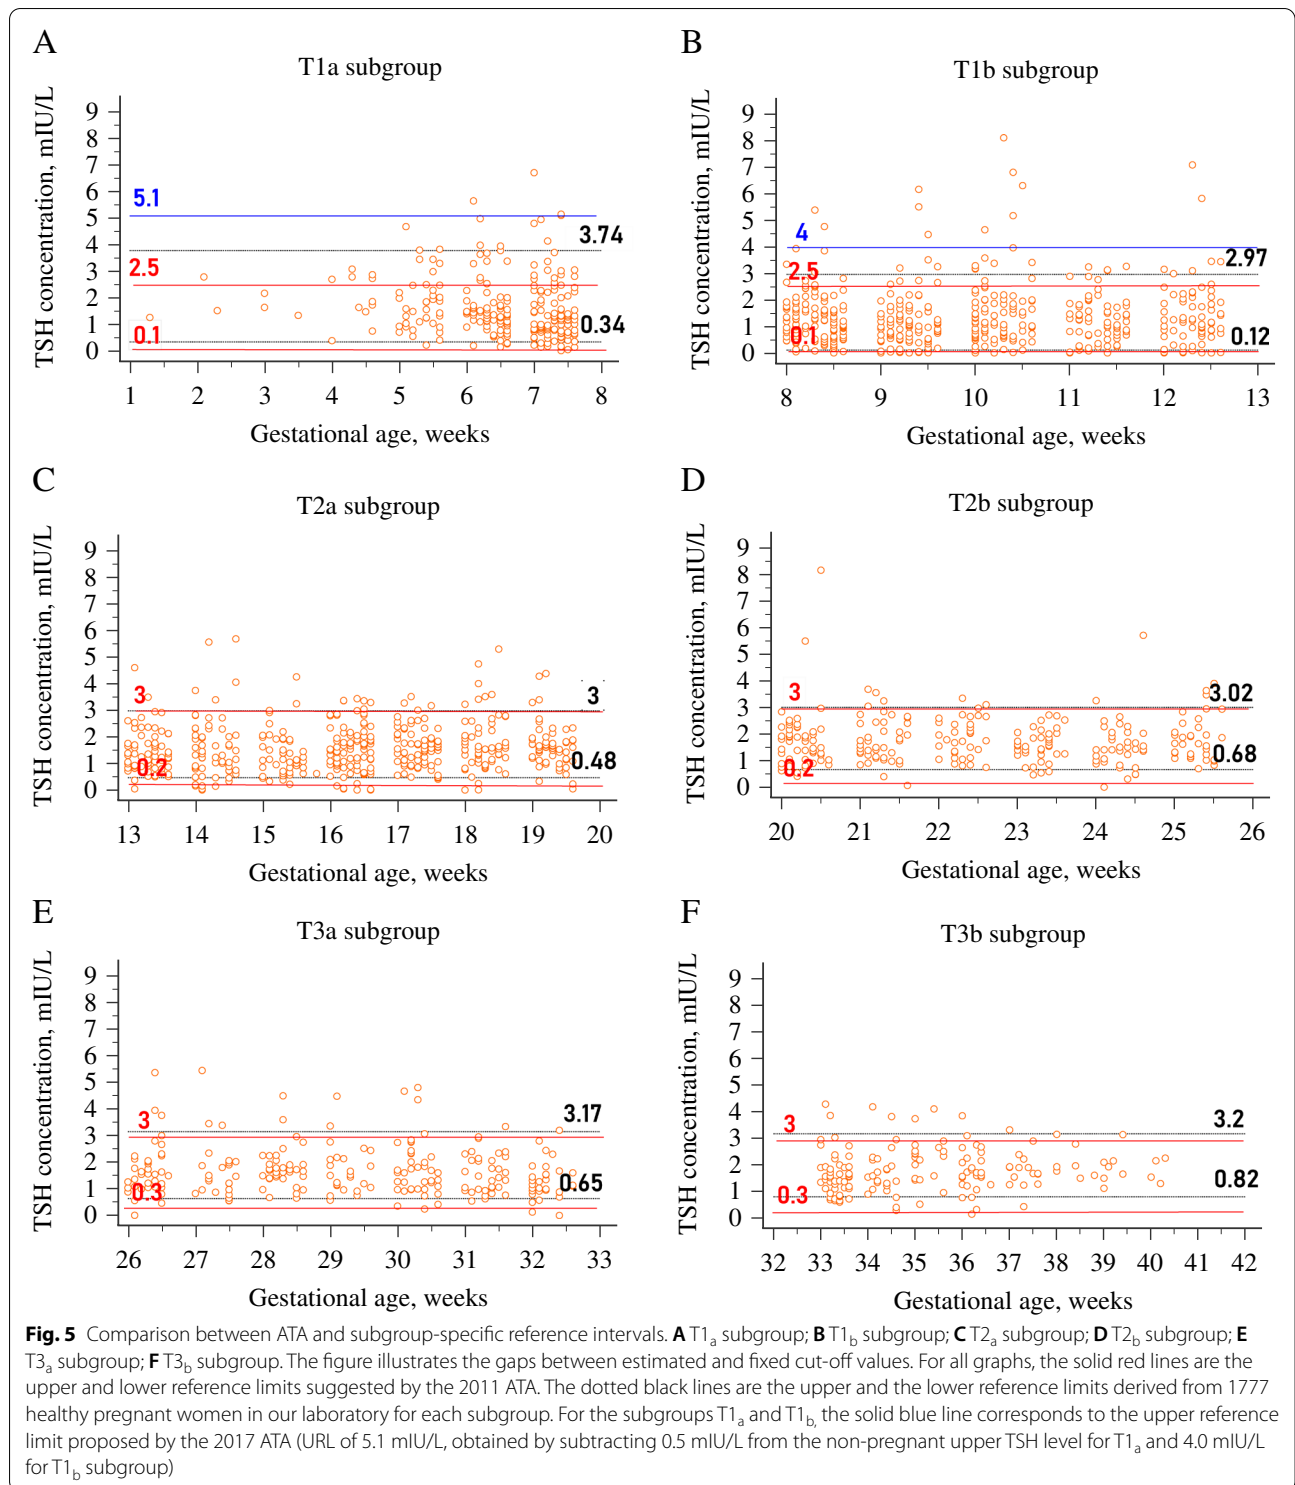 A
T1a subgroup
TSH concentration, mIU/L
9
8
7
6
5
4
3
2
1
0
5.1
2.5
0.1
3.74
0.34
1 2 3 4 5 6 7 8
Gestational age, weeks
B
T1b subgroup
TSH concentration, mIU/L
9
8
7
6
5
4
3
2
1
0
4
2.5
0.1
2.97
0.12
8 9 10 11 12 13
Gestational age, weeks
C
T2a subgroup
TSH concentration, mIU/L
9
8
7
6
5
4
3
2
1
0
3
0.2
3
0.48
13 14 15 16 17 18 19 20
Gestational age, weeks
D
T2b subgroup
TSH concentration, mIU/L
9
8
7
6
5
4
3
2
1
0
3
0.2
3.02
0.68
20 21 22 23 24 25 26
Gestational age, weeks
E
T3a subgroup
TSH concentration, mIU/L
9
8
7
6
5
4
3
2
1
0
3
0.3
3.17
0.65
26 27 28 29 30 31 32 33
Gestational age, weeks
F
T3b subgroup
TSH concentration, mIU/L
9
8
7
6
5
4
3
2
1
0
3
0.3
3.2
0.82
32 33 34 35 36 37 38 39 40 41 42
Gestational age, weeks
Fig. 5 Comparison between ATA and subgroup-specific reference intervals. A T1a subgroup; B T1b subgroup; C T2a subgroup; D T2b subgroup; E
T3a subgroup; F T3b subgroup. The figure illustrates the gaps between estimated and fixed cut-off values. For all graphs, the solid red lines are the
upper and lower reference limits suggested by the 2011 ATA. The dotted black lines are the upper and the lower reference limits derived from 1777
healthy pregnant women in our laboratory for each subgroup. For the subgroups T1a and T1b, the solid blue line corresponds to the upper reference
limit proposed by the 2017 ATA (URL of 5.1 mIU/L, obtained by subtracting 0.5 mIU/L from the non-pregnant upper TSH level for T1a and 4.0 mIU/L
for T1b subgroup)